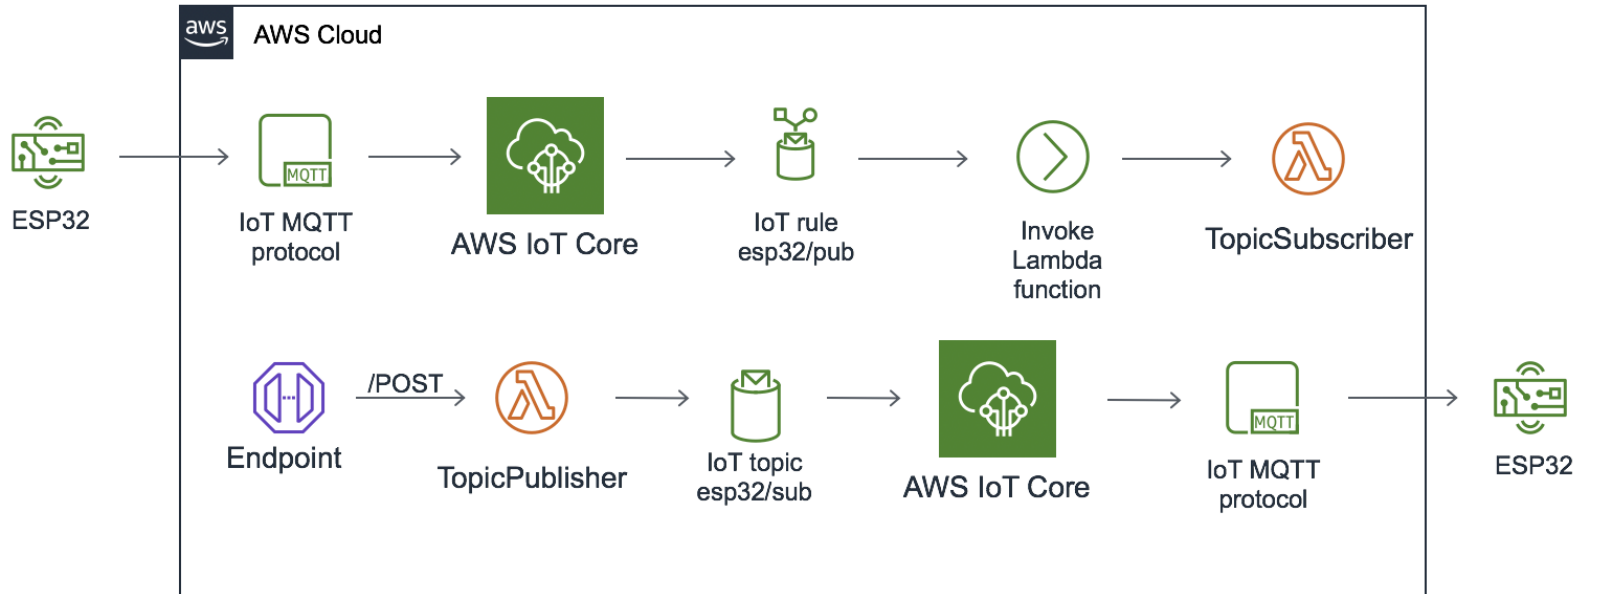 aws
AWS Cloud
MQTT
ESP32
IoT MQTT
protocol
AWS IoT Core
IoT rule
esp32/pub
Invoke
Lambda
function
TopicSubscriber
/POST
Endpoint
TopicPublisher
IoT topic
esp32/sub
AWS IoT Core
MQTT
IoT MQTT
protocol
ESP32